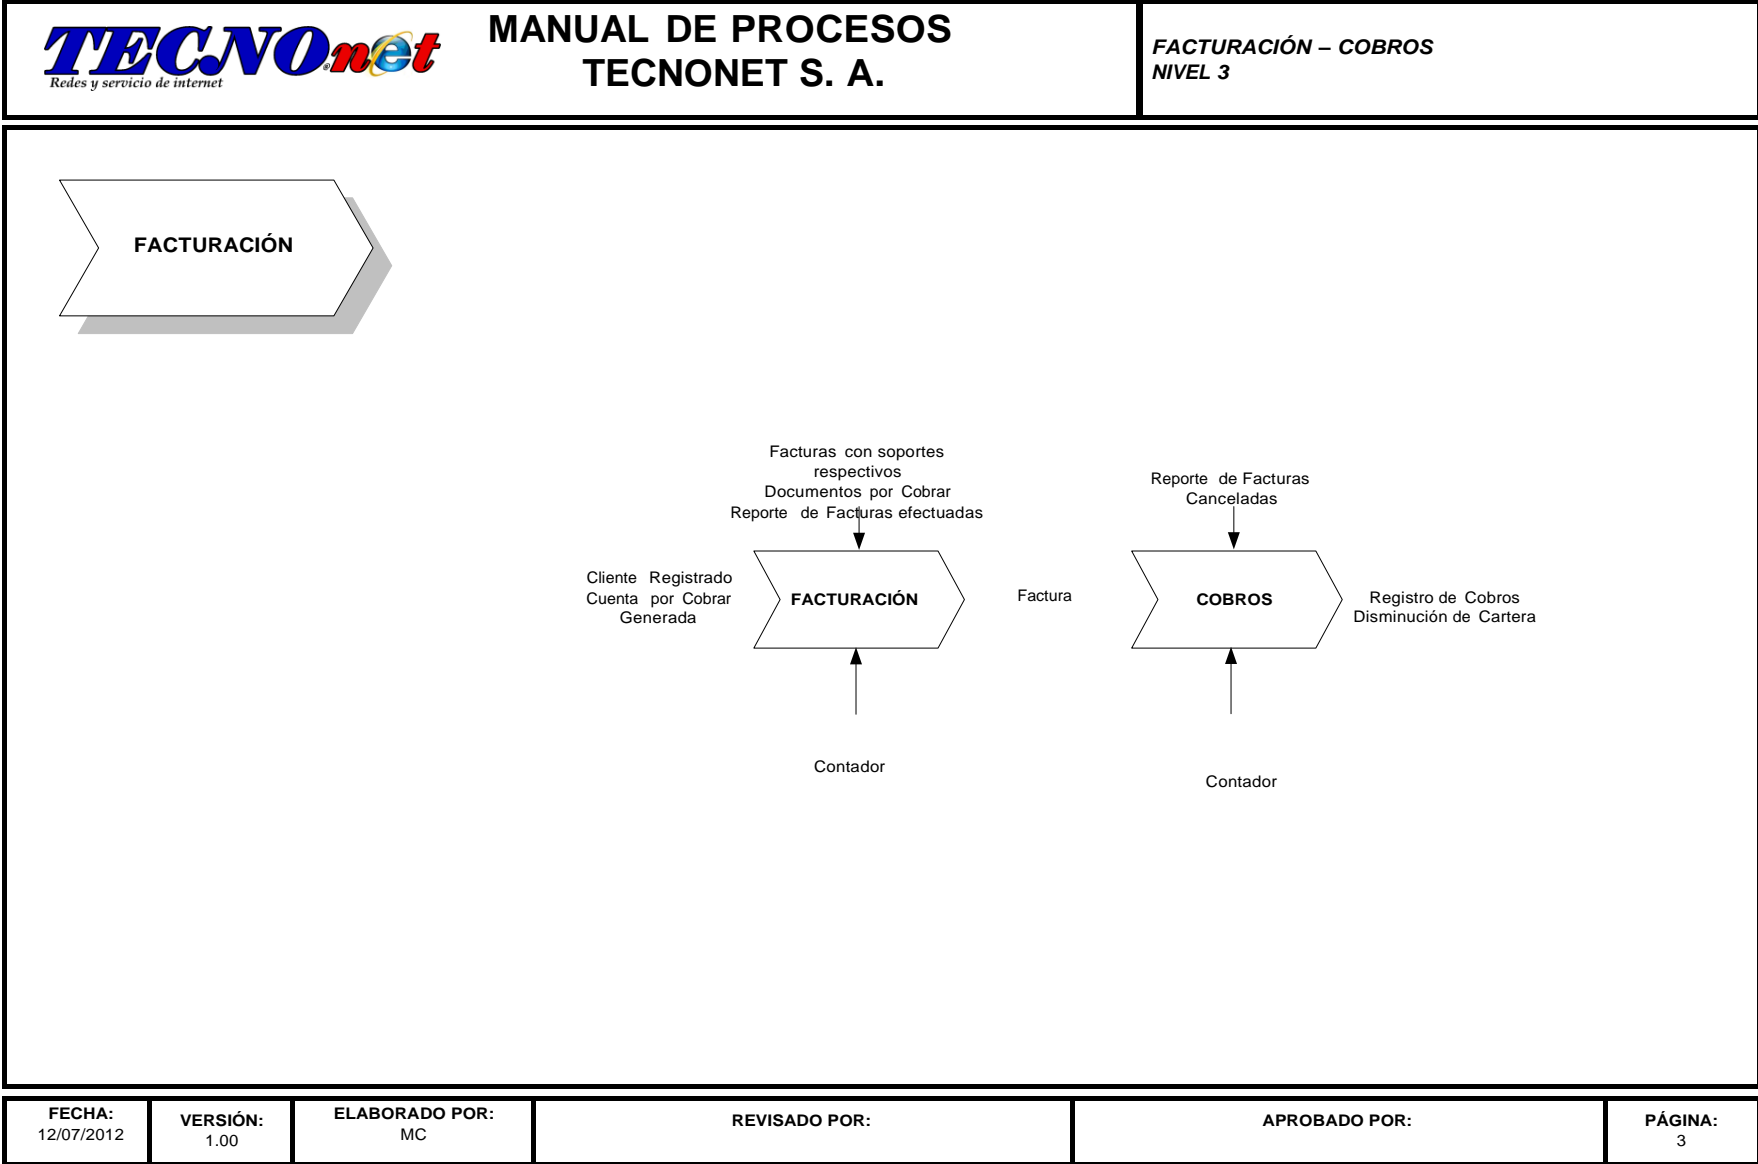 TECNOnet
Redes y servicio de internet
MANUAL DE PROCESOS
TECNONET S. A.
FACTURACIÓN – COBROS
NIVEL 3
FACTURACIÓN
Facturas con soportes
respectivos
Documentos por Cobrar
Reporte de Facturas efectuadas
Reporte de Facturas
Canceladas
Cliente Registrado
Cuenta por Cobrar
Generada
FACTURACIÓN
Factura
COBROS
Registro de Cobros
Disminución de Cartera
Contador
Contador
FECHA:
12/07/2012
VERSIÓN:
1.00
ELABORADO POR:
MC
REVISADO POR:
APROBADO POR:
PÁGINA:
3